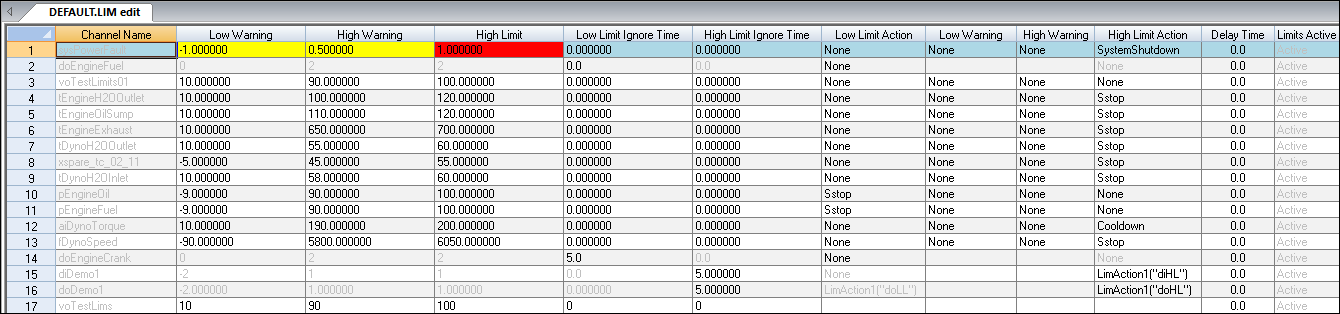 DEFAULT.LIM edit
Channel Name Low Warning High Warning High Limit Low Limit Ignore Time High Limit Ignore Time Low Limit Action Low Warning High Warning High Limit Action Delay Time Limits Active
1 sysPowerFault -1.000000 0.500000 1.000000 0.000000 0.000000 None None None SystemShutdown 0.0 Active
2 doEngineFuel 0 2 2 0.0 0.0 None None 0.0 Active
3 voTestLimits01 10.000000 90.000000 100.000000 0.000000 0.000000 None None None None 0.0 Active
4 tEngineH2OOutlet 10.000000 100.000000 120.000000 0.000000 0.000000 None None None Sstop 0.0 Active
5 tEngineOilSump 10.000000 110.000000 120.000000 0.000000 0.000000 None None None Sstop 0.0 Active
6 tEngineExhaust 10.000000 650.000000 700.000000 0.000000 0.000000 None None None Sstop 0.0 Active
7 tDynoH2OOutlet 10.000000 55.000000 60.000000 0.000000 0.000000 None None None Sstop 0.0 Active
8 xspare_tc_02_11 -5.000000 45.000000 55.000000 0.000000 0.000000 None None None Sstop 0.0 Active
9 tDynoH2OInlet 10.000000 58.000000 60.000000 0.000000 0.000000 None None None Sstop 0.0 Active
10 pEngineOil -9.000000 90.000000 100.000000 0.000000 0.000000 Sstop None None None 0.0 Active
11 pEngineFuel -9.000000 90.000000 100.000000 0.000000 0.000000 Sstop None None None 0.0 Active
12 aiDynoTorque 10.000000 190.000000 200.000000 0.000000 0.000000 None None None Cooldown 0.0 Active
13 fDynoSpeed -90.000000 5800.000000 6050.000000 0.000000 0.000000 None None None Sstop 0.0 Active
14 doEngineCrank 0 2 2 5.0 0.0 None None 0.0 Active
15 diDemo1 -2 1 1 0.0 5.000000 None LimAction1("diHL") 0.0 Active
16 doDemo1 -2.000000 1.000000 1.000000 0.000000 5.000000 LimAction1("doLL") LimAction1("doHL") 0.0 Active
17 voTestLims 10 90 100 0 0 0.0 Active